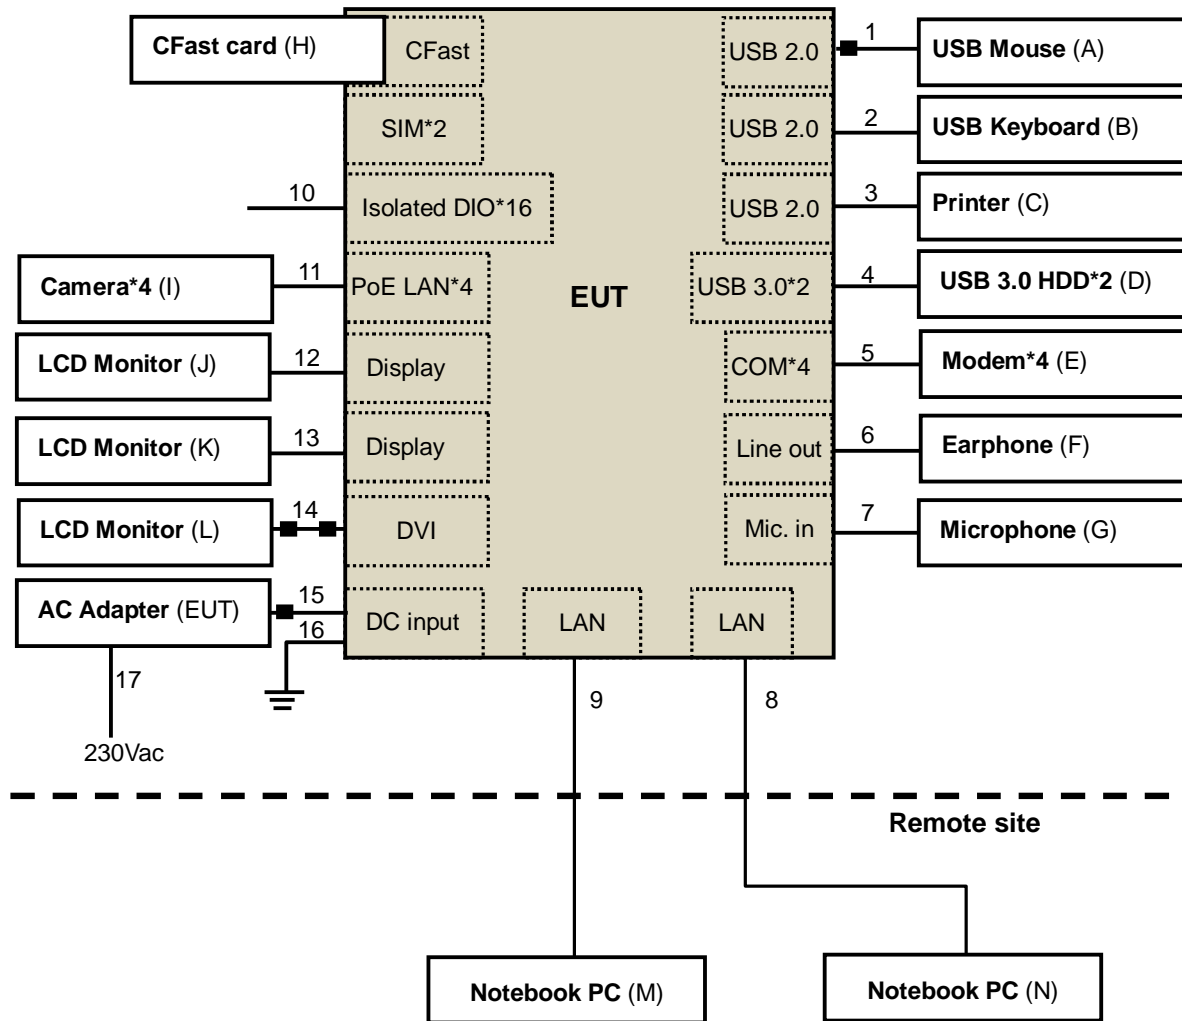 CFast card (H)
CFast
USB 2.0
1
USB Mouse (A)
SIM*2
USB 2.0
2
USB Keyboard (B)
10
Isolated DIO*16
USB 2.0
3
Printer (C)
Camera*4 (I)
11
PoE LAN*4
EUT
USB 3.0*2
4
USB 3.0 HDD*2 (D)
LCD Monitor (J)
12
Display
COM*4
5
Modem*4 (E)
LCD Monitor (K)
13
Display
Line out
6
Earphone (F)
LCD Monitor (L)
14
DVI
Mic. in
7
Microphone (G)
AC Adapter (EUT)
15
16
DC input
LAN
LAN
17
9
8
230Vac
Remote site
Notebook PC (M)
Notebook PC (N)